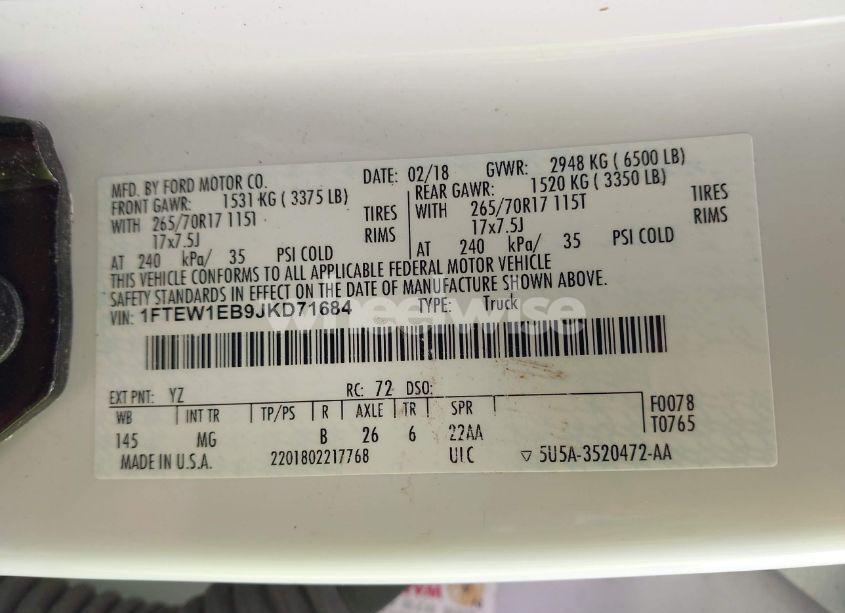 MFD. BY FORD MOTOR CO. DATE: 02/18 GVWR: 2948 KG ( 6500 LB)
FRONT GAWR: 1531 KG ( 3375 LB) REAR GAWR: 1520 KG ( 3350 LB)
WITH 265/70R17 115T TIRES WITH 265/70R17 115T TIRES
17x7.5J RIMS 17x7.5J RIMS
AT 240 kPa/ 35 PSI COLD AT 240 kPa/ 35 PSI COLD
THIS VEHICLE CONFORMS TO ALL APPLICABLE FEDERAL MOTOR VEHICLE
SAFETY STANDARDS IN EFFECT ON THE DATE OF MANUFACTURE SHOWN ABOVE.
VIN: 1FTEW1EB9JKD71684 TYPE: Truck
wheelwise
EXT PNT: YZ RC: 72 DSO:
WB INT TR TP/PS R AXLE TR SPR F0078
145 MG B 26 6 22AA T0765
MADE IN U.S.A. 2201802217768 UIC ▽ 5U5A-3520472-AA